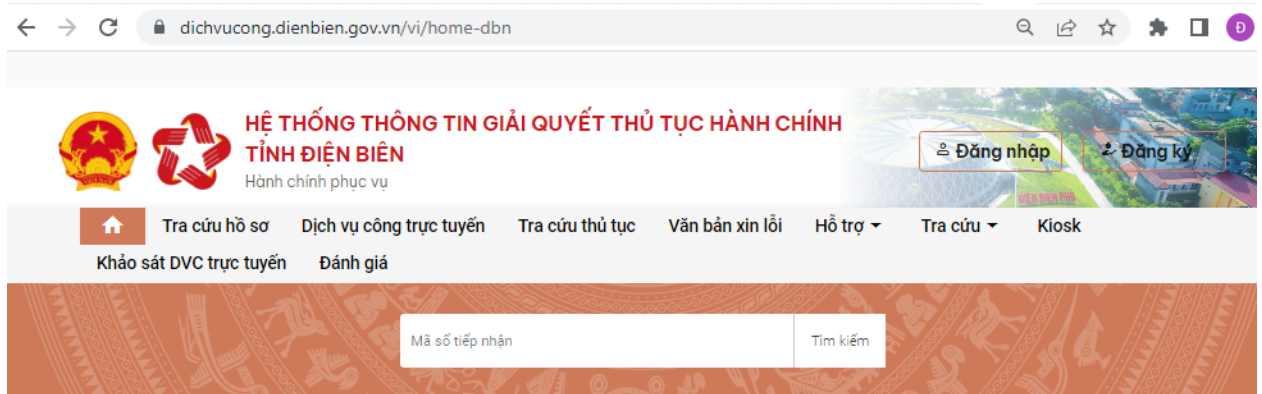 dichvucong.dienbien.gov.vn/vi/home-dbn
Đ
HỆ THỐNG THÔNG TIN GIẢI QUYẾT THỦ TỤC HÀNH CHÍNH
TỈNH ĐIỆN BIÊN
Hành chính phục vụ
Đăng nhập
Đăng ký
ĐIỆN BIÊN PHỦ
Tra cứu hồ sơ
Dịch vụ công trực tuyến
Tra cứu thủ tục
Văn bản xin lỗi
Hỗ trợ
Tra cứu
Kiosk
Khảo sát DVC trực tuyến
Đánh giá
Mã số tiếp nhận
Tìm kiếm